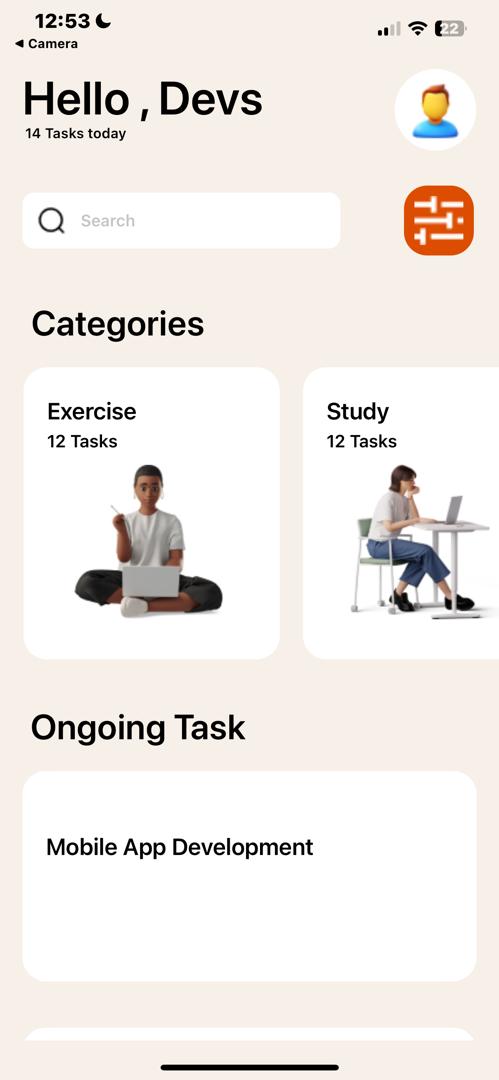 12:53
22
◀ Camera
Hello , Devs
14 Tasks today
Search
Categories
Exercise
12 Tasks
Study
12 Tasks
Ongoing Task
Mobile App Development